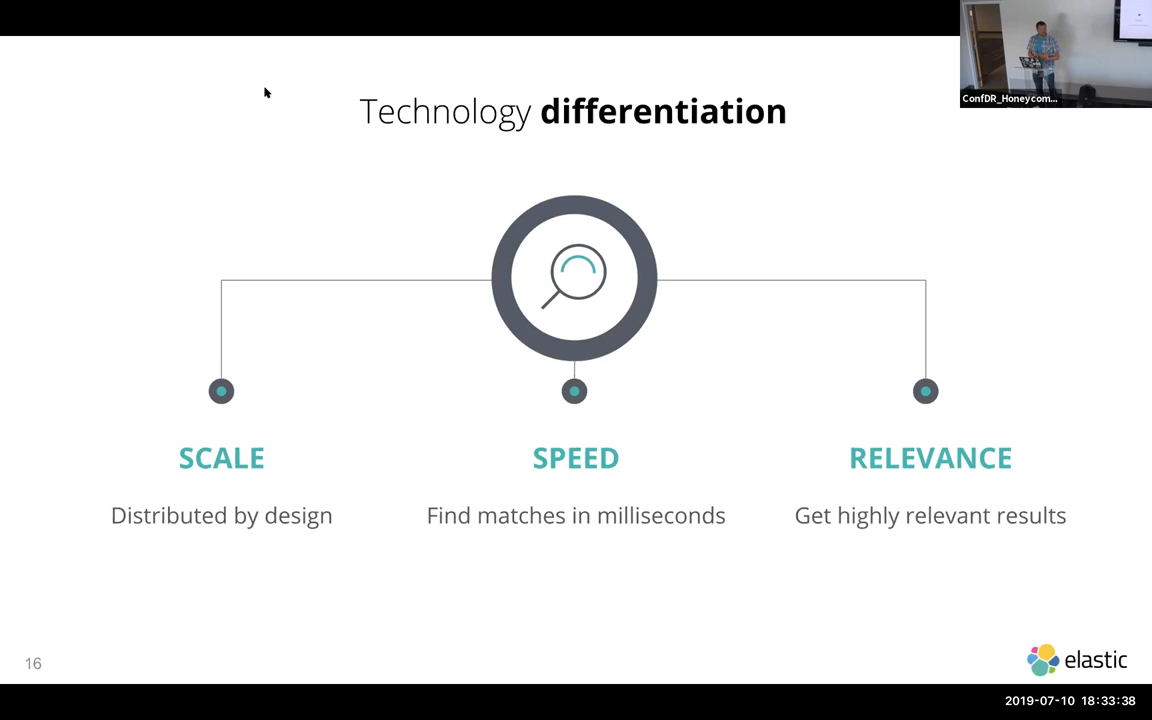 ConfDR_Honeycom...
Technology differentiation
SCALE
SPEED
RELEVANCE
Distributed by design
Find matches in milliseconds
Get highly relevant results
16
elastic
2019-07-10 18:33:38